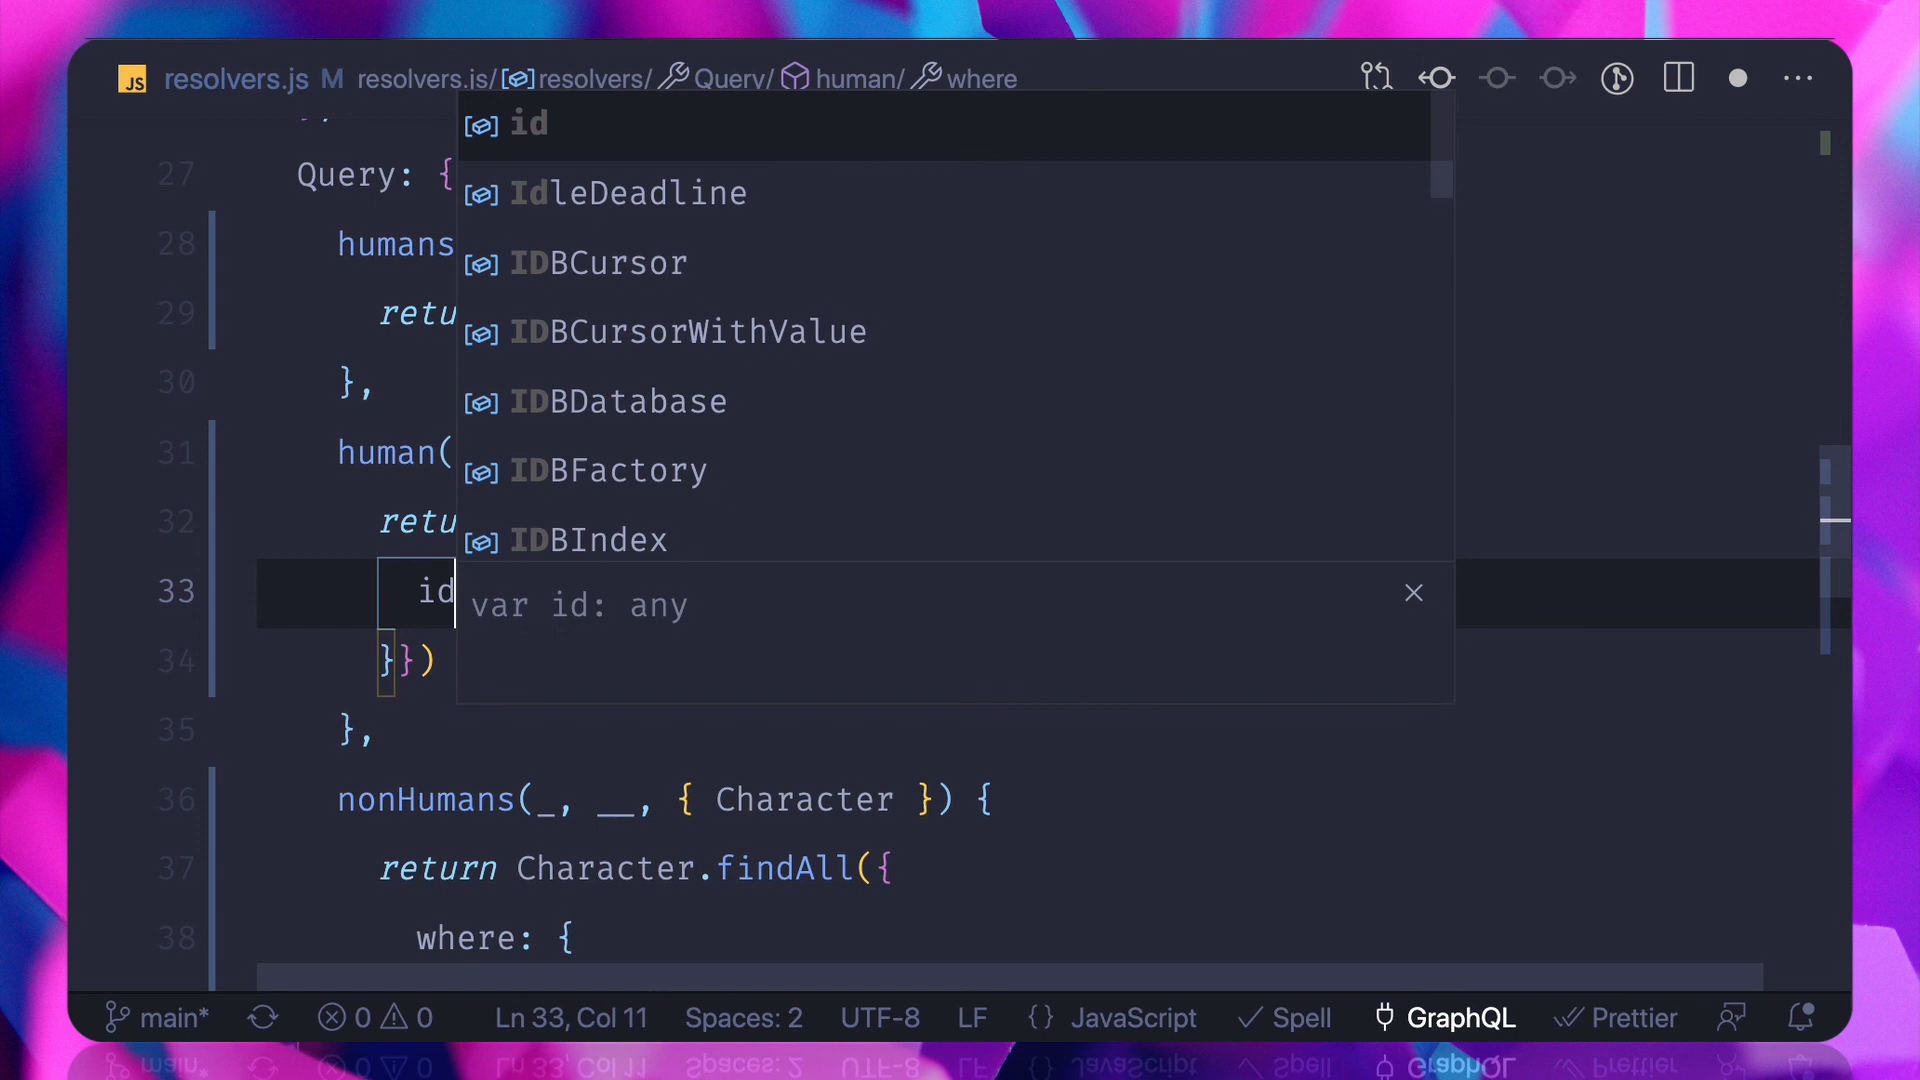 JS resolvers.js M resolvers.js/ resolvers/ Query/ human/ where
id
27 Query: {
IdleDeadline
28 humans
IDBCursor
29 retu
IDBCursorWithValue
30 },
IDBDatabase
31 human(
IDBFactory
32 retu
IDBIndex
33 id
var id: any
34 }})
35 },
36 nonHumans(_, __, { Character }) {
37 return Character.findAll({
38 where: {
main* 0 0 Ln 33, Col 11 Spaces: 2 UTF-8 LF {} JavaScript Spell GraphQL Prettier